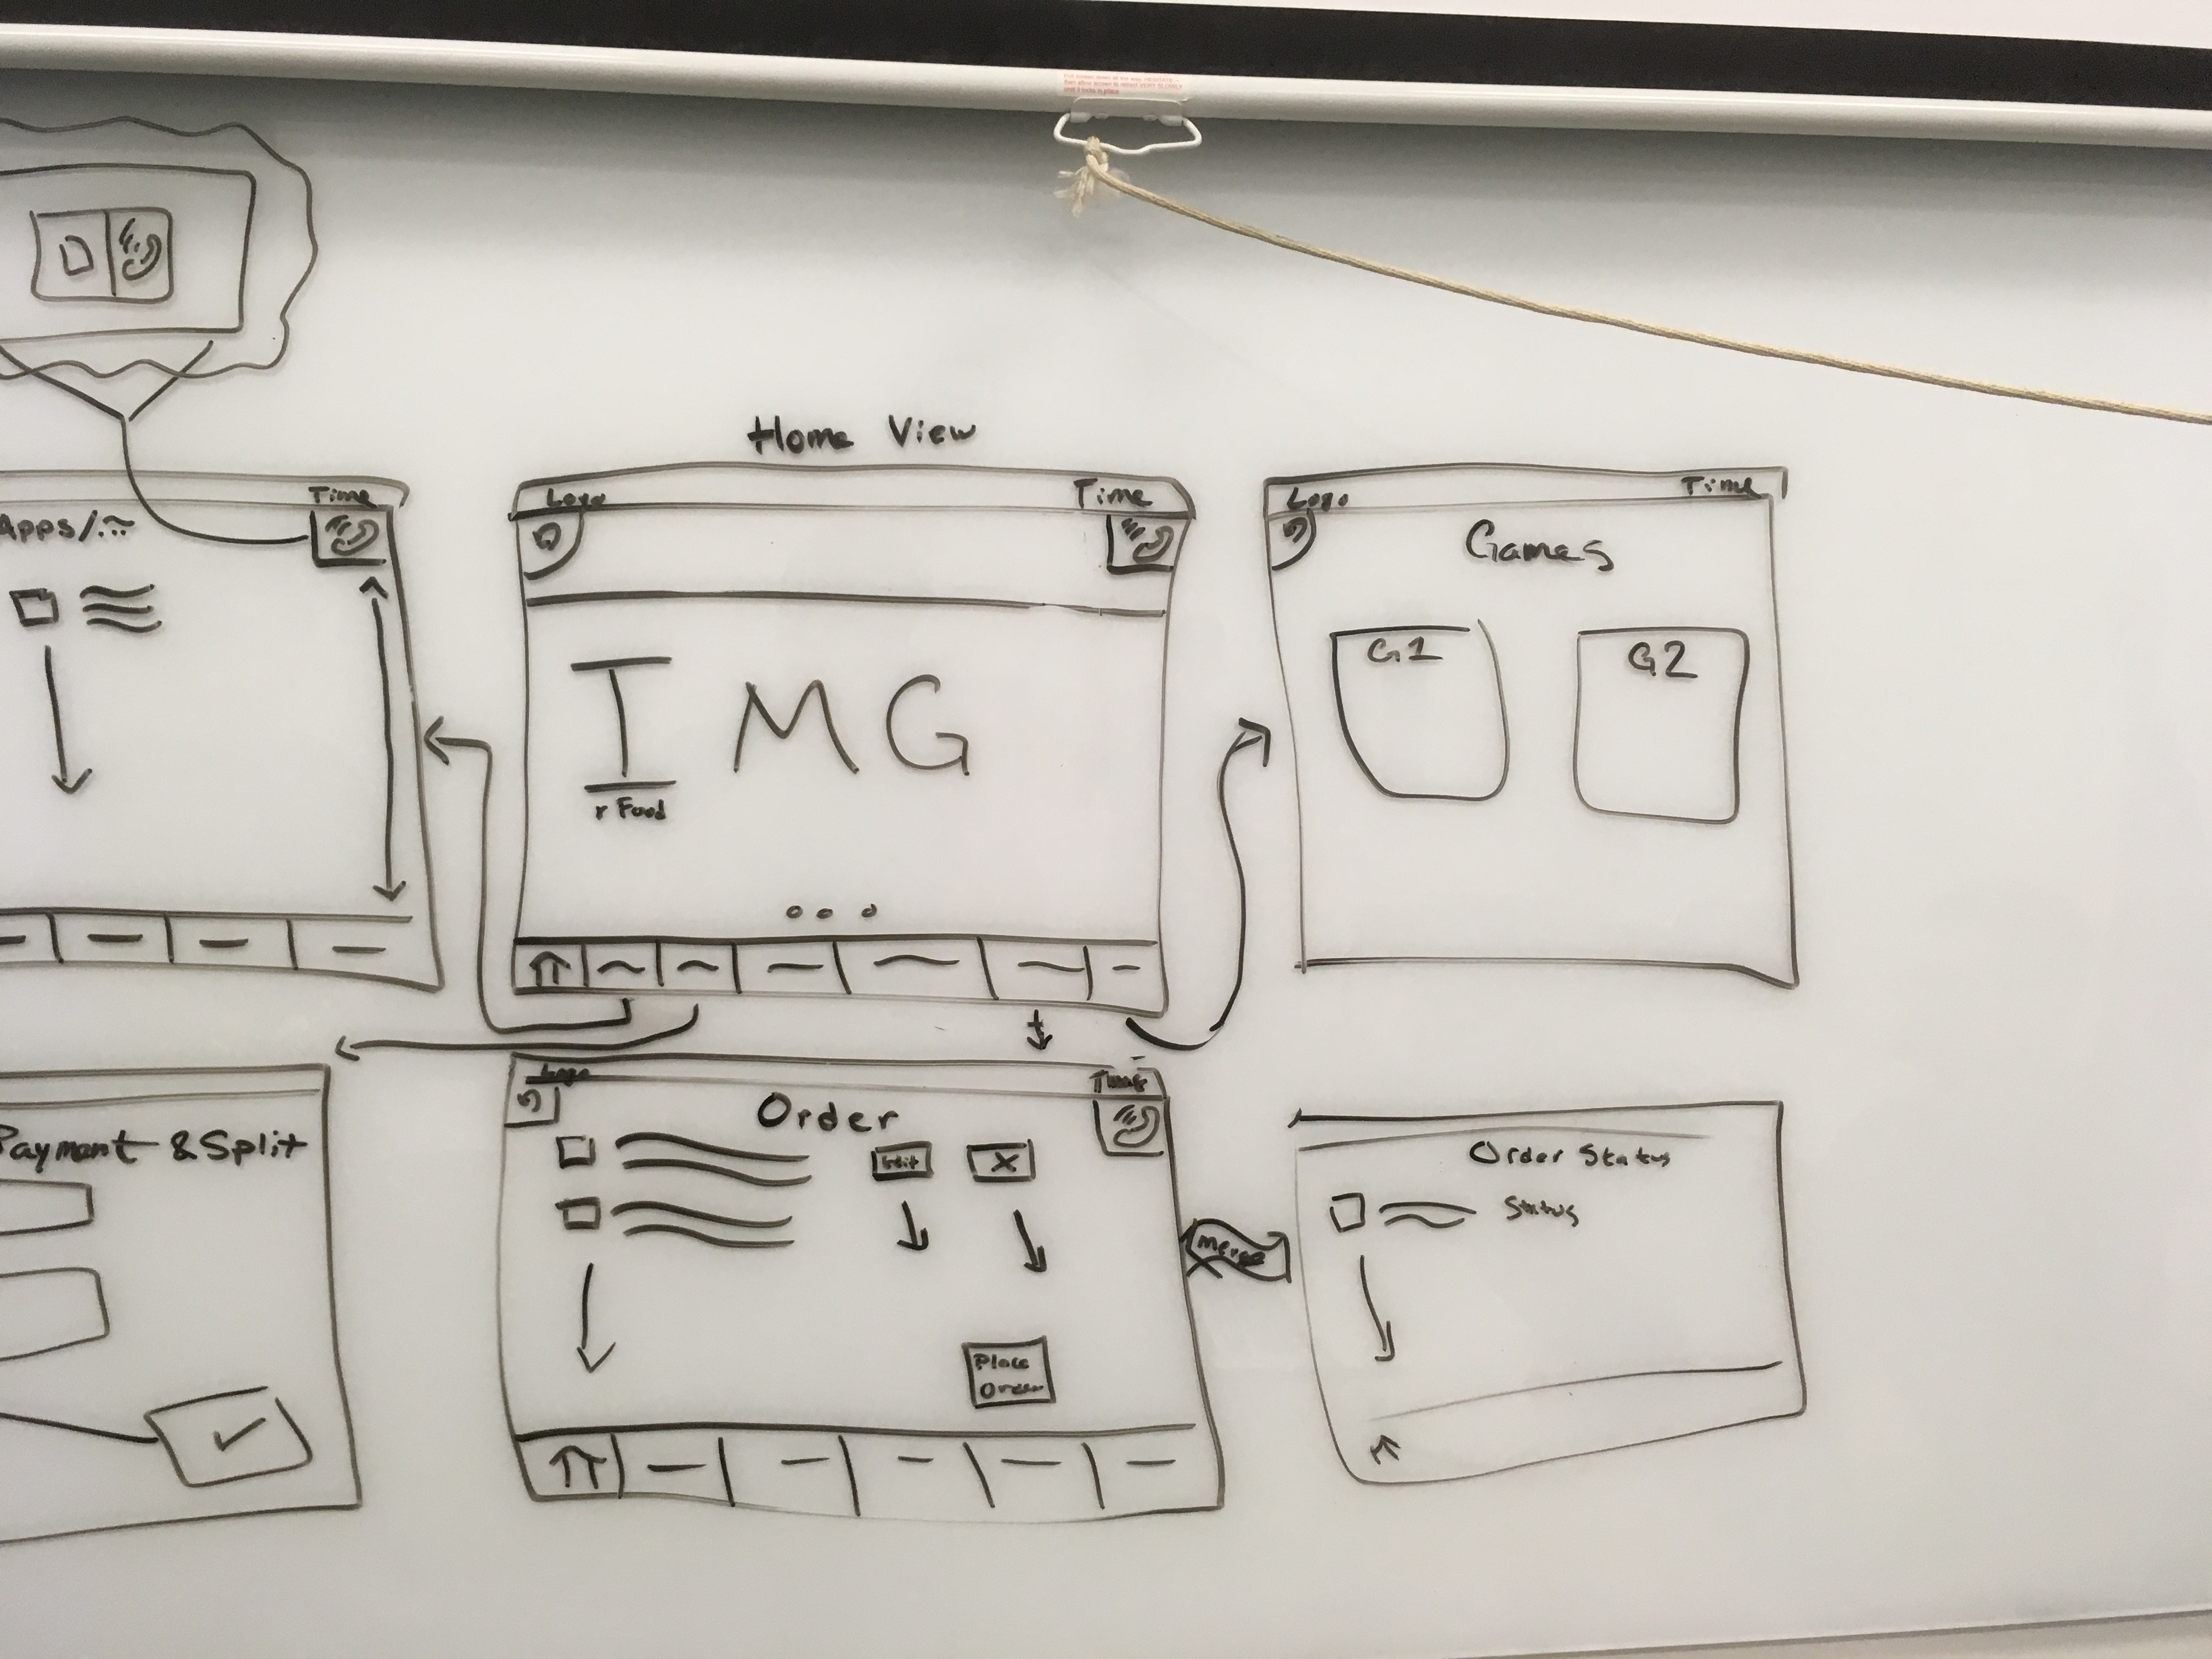 Home View
Time
Apps/
Logo
Time
IMG
r Food
Logo
Time
Games
G1
G2
Payment & Split
Logo
Time
Order
Edit
X
Place
Order
Merge
Order Status
Status